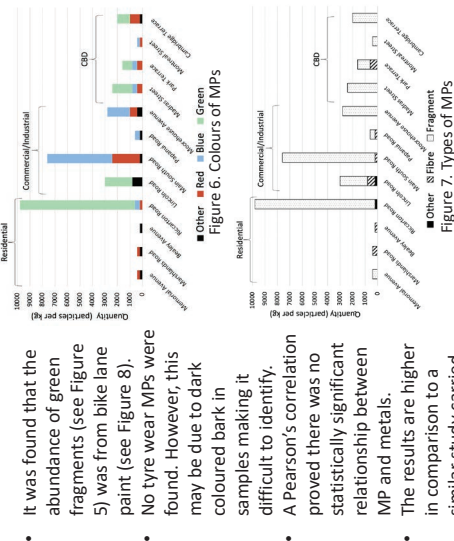 • It was found that the
abundance of green
fragments (see Figure
5) was from bike lane
paint (see Figure 8).
• No tyre wear MPs were
found. However, this
may be due to dark
coloured bark in
samples making it
difficult to identify.
• A Pearson's correlation
proved there was no
statistically significant
relationship between
MP and metals.
• The results are higher
in comparison to a
similar study carried
Residential
Commercial/Industrial
CBD
Quantity (particles per kg)
10000
9000
8000
7000
6000
5000
4000
3000
2000
1000
0
Memorial Avenue
Marshlands Road
Bealey Avenue
Riccarton Road
Lincoln Road
Main South Road
Papanui Road
Moorehouse Avenue
Madras Street
Park Terrace
Montreal Street
Cambridge Terrace
Other Red Blue Green
Figure 6. Colours of MPs
Residential
Commercial/Industrial
CBD
Quantity (particles per kg)
10000
9000
8000
7000
6000
5000
4000
3000
2000
1000
0
Memorial Avenue
Marshlands Road
Bealey Avenue
Riccarton Road
Lincoln Road
Main South Road
Papanui Road
Moorehouse Avenue
Madras Street
Park Terrace
Montreal Street
Cambridge Terrace
Other Fibre Fragment
Figure 7. Types of MPs